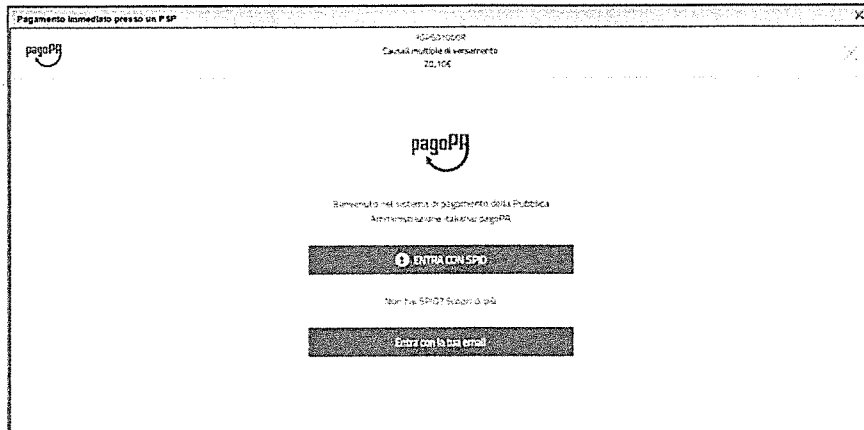 Pagamento immediato presso un PSP
pagoPA
Causali multiple di versamento
20,10€
pagoPA
Benvenuto nel sistema di pagamento della Pubblica
Amministrazione italiana: pagoPA
ENTRA CON SPID
Non hai SPID? Scopri di più
Entra con la tua email